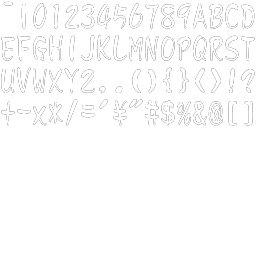 0123456789ABCD
EFGHIJKLMNOPQRST
UVWXYZ.,(){}<>!?
+-x*/='¥"#$%&@[]